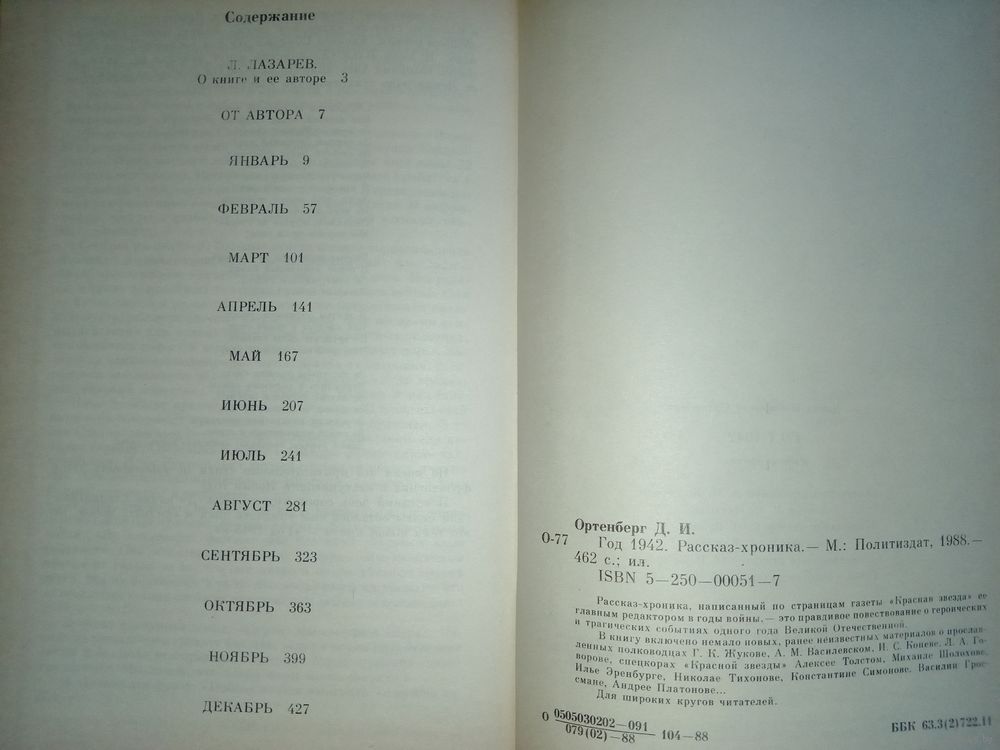 Содержание
Л. ЛАЗАРЕВ.
О книге и ее авторе 3
ОТ АВТОРА 7
ЯНВАРЬ 9
ФЕВРАЛЬ 57
МАРТ 101
АПРЕЛЬ 141
МАЙ 167
ИЮНЬ 207
ИЮЛЬ 241
АВГУСТ 281
СЕНТЯБРЬ 323
ОКТЯБРЬ 363
НОЯБРЬ 399
ДЕКАБРЬ 427
Ортенберг Д. И.
О-77 Год 1942. Рассказ-хроника.— М.: Политиздат, 1988.—
462 с.; ил.
ISBN 5—250—00051—7
Рассказ-хроника, написанный по страницам газеты «Красная звезда» ее
главным редактором в годы войны,— это правдивое повествование о героических
и трагических событиях одного года Великой Отечественной.
В книгу включено немало новых, ранее неизвестных материалов о прослав-
ленных полководцах Г. К. Жукове, А. М. Василевском, И. С. Коневе, Л. А. Го-
ворове, спецкорах «Красной звезды» Алексее Толстом, Михаиле Шолохове,
Илье Эренбурге, Николае Тихонове, Константине Симонове, Василии Грос-
смане, Андрее Платонове...
Для широких кругов читателей.
О 0505030202—091
079(02)—88 104—88
ББК 63.3(2)722.11